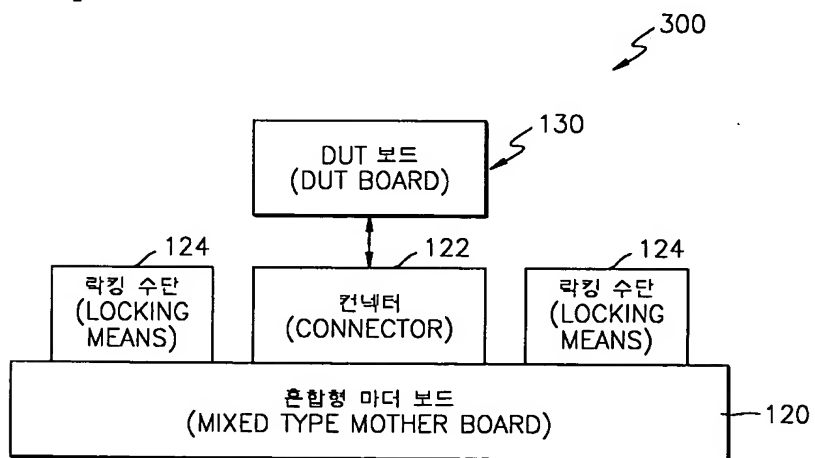 300
130
DUT 보드
(DUT BOARD)
124
122
124
락킹 수단
(LOCKING
MEANS)
컨넥터
(CONNECTOR)
락킹 수단
(LOCKING
MEANS)
혼합형 마더 보드
(MIXED TYPE MOTHER BOARD)
120